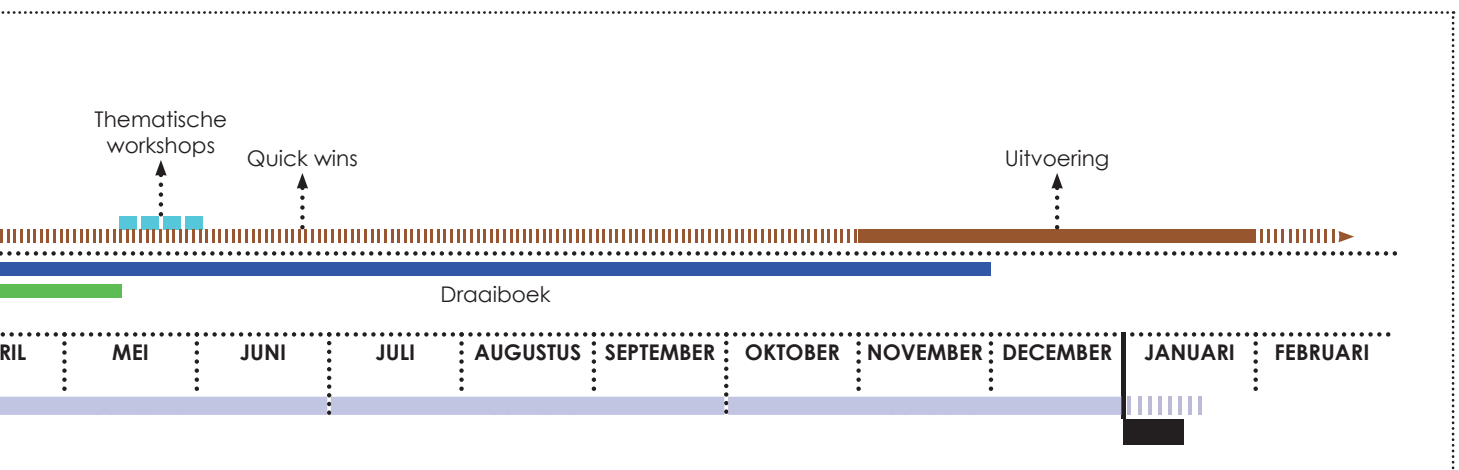 Thematische
workshops
Quick wins
Uitvoering
Draaiboek
RIL MEI JUNI JULI AUGUSTUS SEPTEMBER OKTOBER NOVEMBER DECEMBER JANUARI FEBRUARI